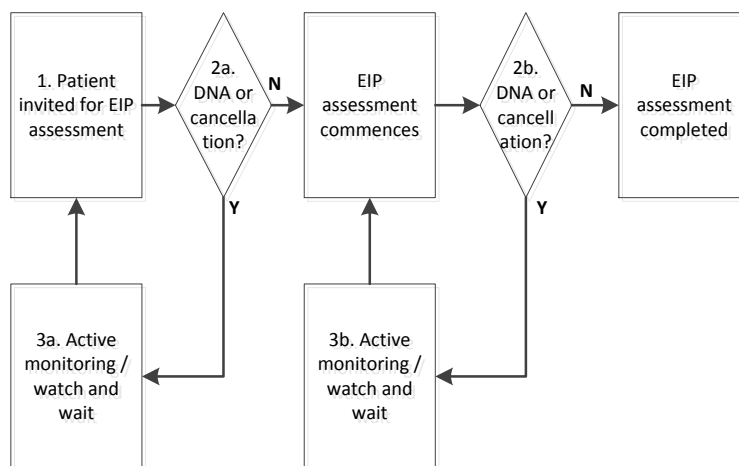 1. Patient
invited for EIP
assessment
2a.
DNA or
cancella
tion?
N
Y
EIP
assessment
commences
2b.
DNA or
cancell
ation?
N
Y
EIP
assessment
completed
3a. Active
monitoring /
watch and
wait
3b. Active
monitoring /
watch and
wait